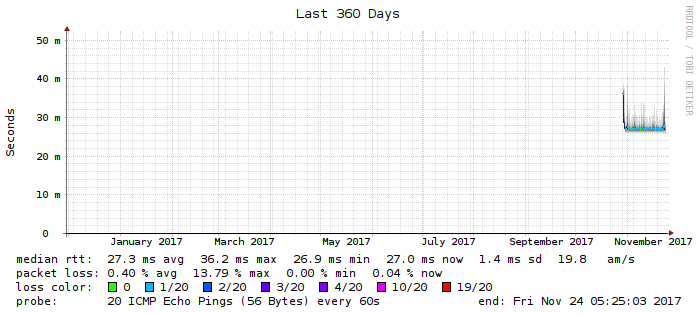 Last 360 Days
RRDTOOL / TOBI OETIKER
Seconds
50 m
40 m
30 m
20 m
10 m
0
January 2017 March 2017 May 2017 July 2017 September 2017 November 2017
median rtt: 27.3 ms avg 36.2 ms max 26.9 ms min 27.0 ms now 1.4 ms sd 19.8 am/s
packet loss: 0.40 % avg 13.79 % max 0.00 % min 0.04 % now
loss color: 0 1/20 2/20 3/20 4/20 10/20 19/20
probe: 20 ICMP Echo Pings (56 Bytes) every 60s end: Fri Nov 24 05:25:03 2017